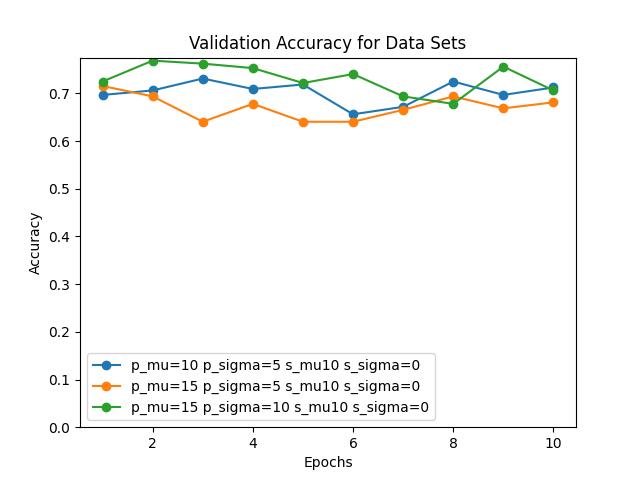 Validation Accuracy for Data Sets
Accuracy
0.7
0.6
0.5
0.4
0.3
0.2
0.1
0.0
p_mu=10 p_sigma=5 s_mu10 s_sigma=0
p_mu=15 p_sigma=5 s_mu10 s_sigma=0
p_mu=15 p_sigma=10 s_mu10 s_sigma=0
2 4 6 8 10
Epochs